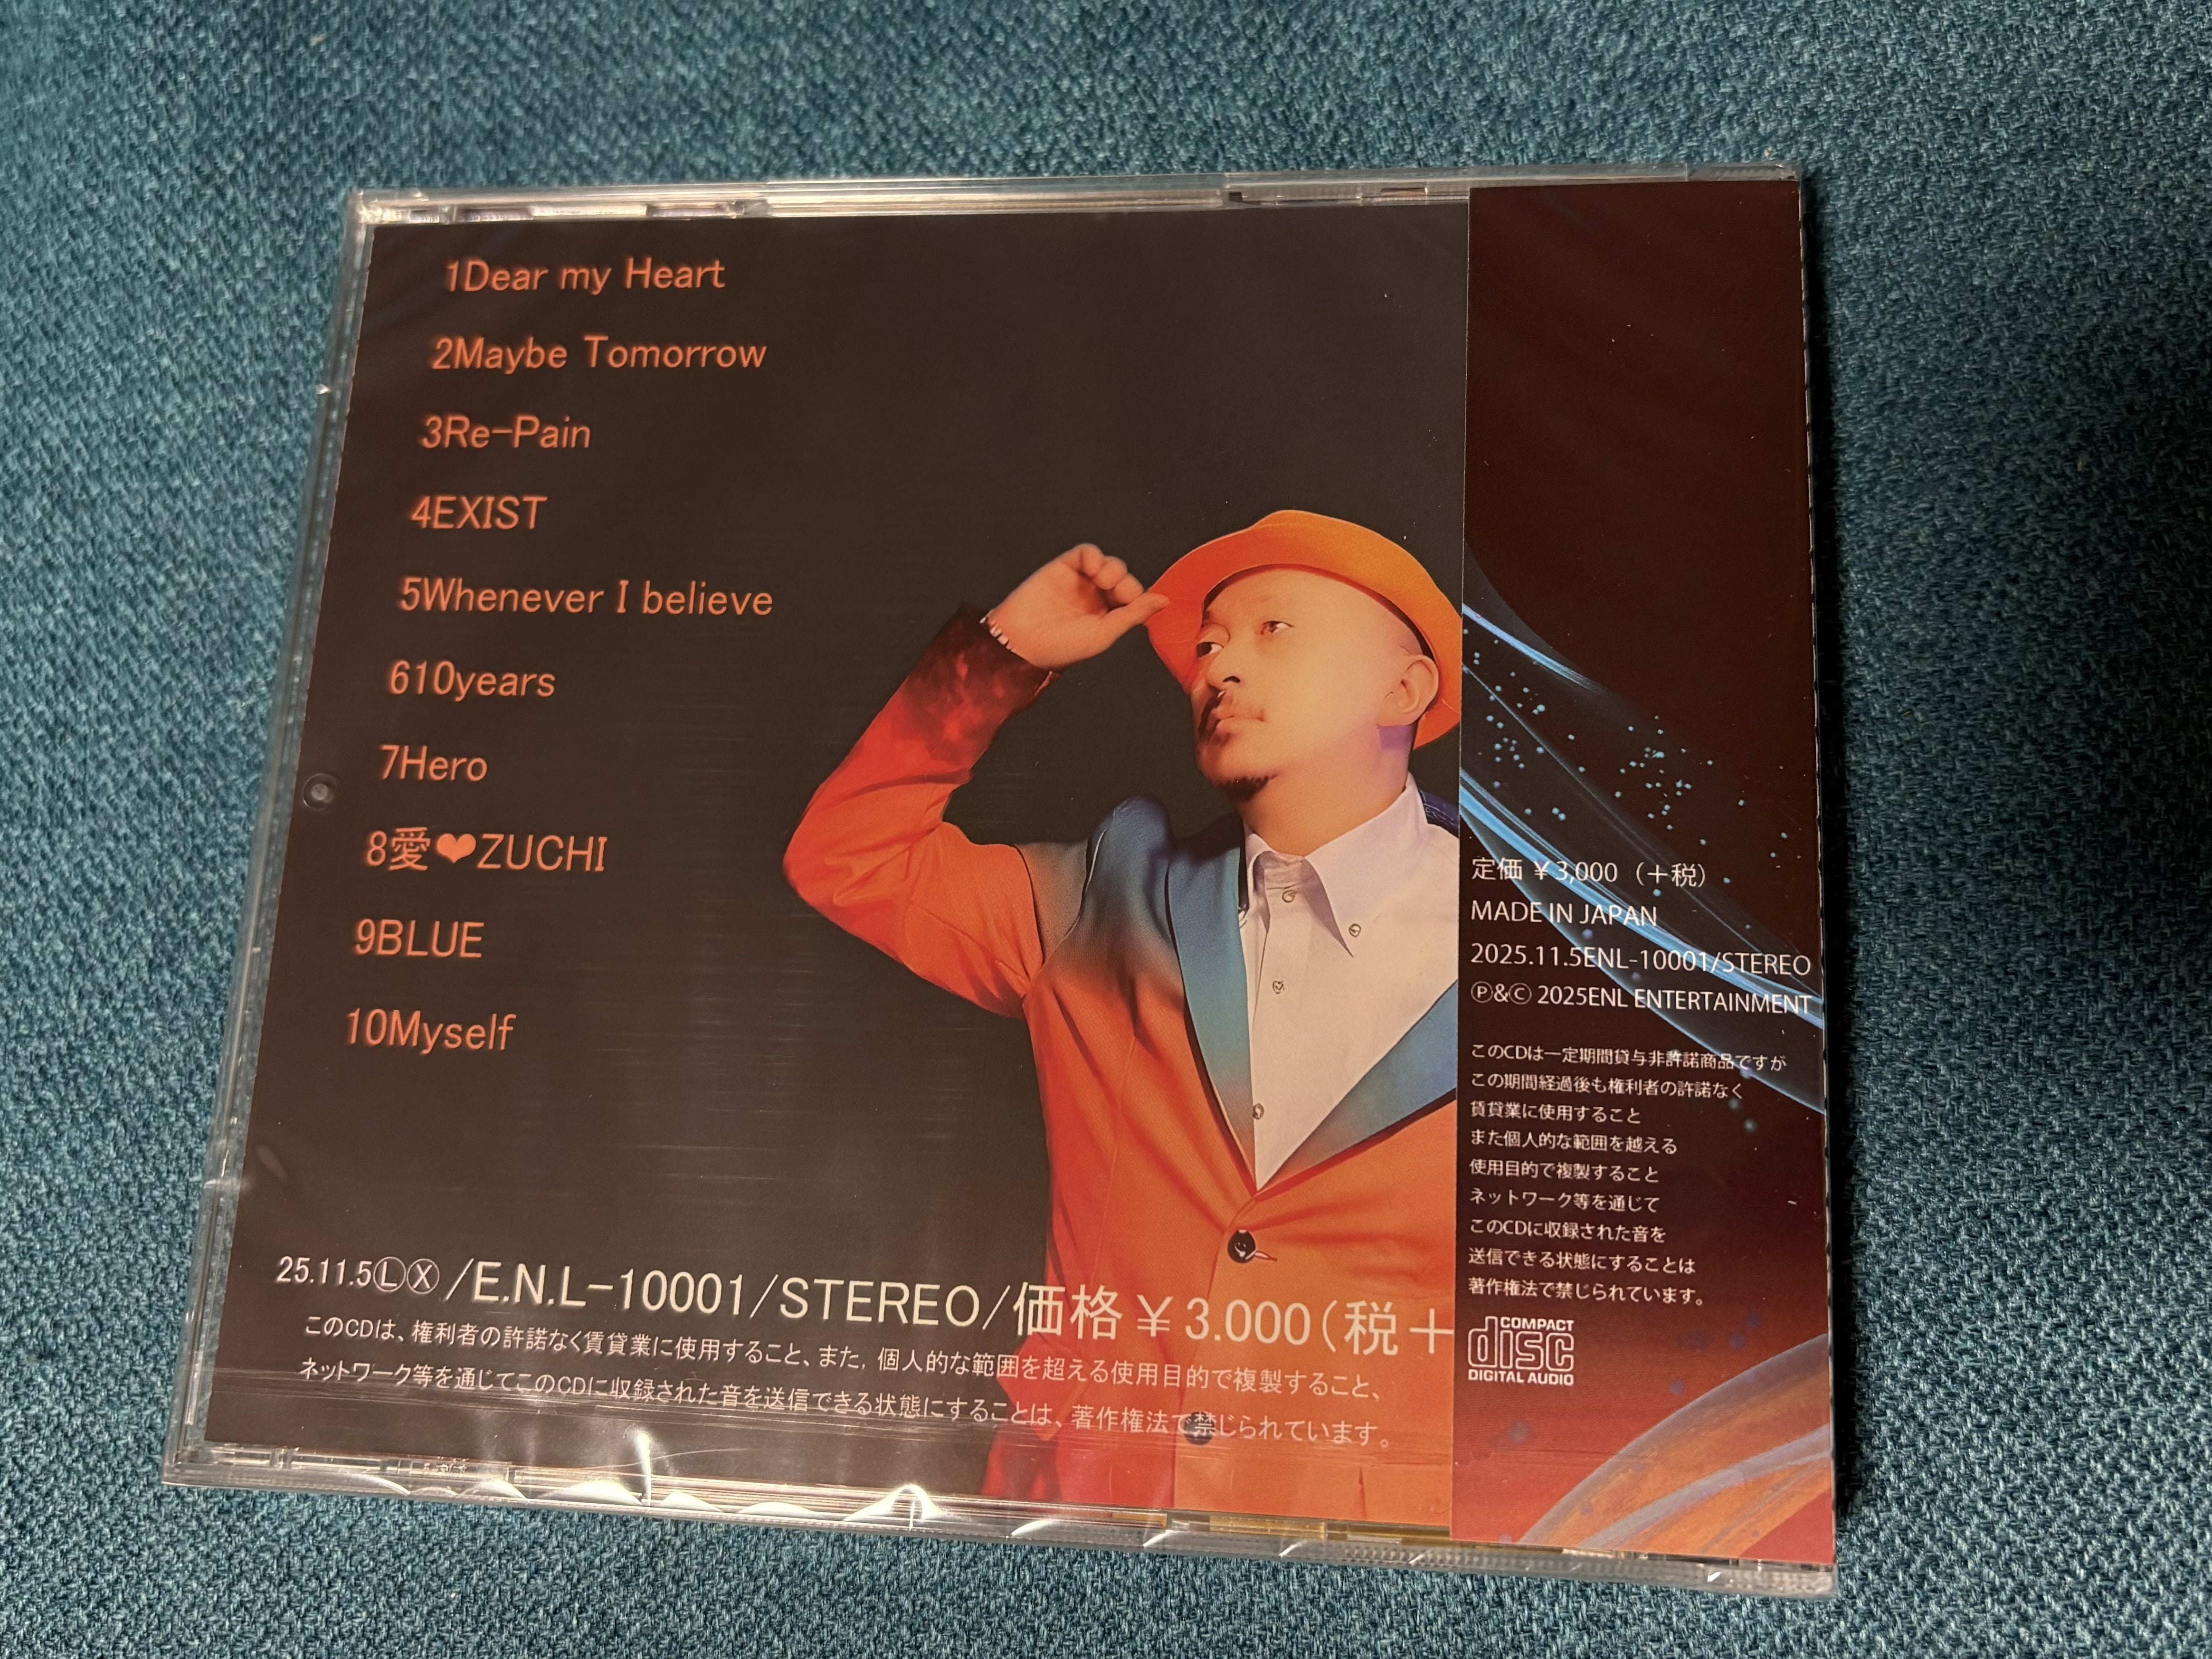 1Dear my Heart
2Maybe Tomorrow
3Re-Pain
4EXIST
5Whenever I believe
610years
7Hero
8愛❤ZUCHI
9BLUE
10Myself
25.11.5ⓁⓍ/E.N.L-10001/STEREO/価格￥3.000(税+
このCDは、権利者の許諾なく賃貸業に使用すること、また，個人的な範囲を超える使用目的で複製すること、
ネットワーク等を通じてこのCDに収録された音を送信できる状態にすることは、著作権法で禁じられています。
定価 ￥3,000（+税）
MADE IN JAPAN
2025.11.5ENL-10001/STEREO
Ⓟ&Ⓒ 2025ENL ENTERTAINMENT
このCDは一定期間貸与非許諾商品ですが
この期間経過後も権利者の許諾なく
賃貸業に使用すること
また個人的な範囲を越える
使用目的で複製すること
ネットワーク等を通じて
このCDに収録された音を
送信できる状態にすることは
著作権法で禁じられています。
COMPACT
disc
DIGITAL AUDIO